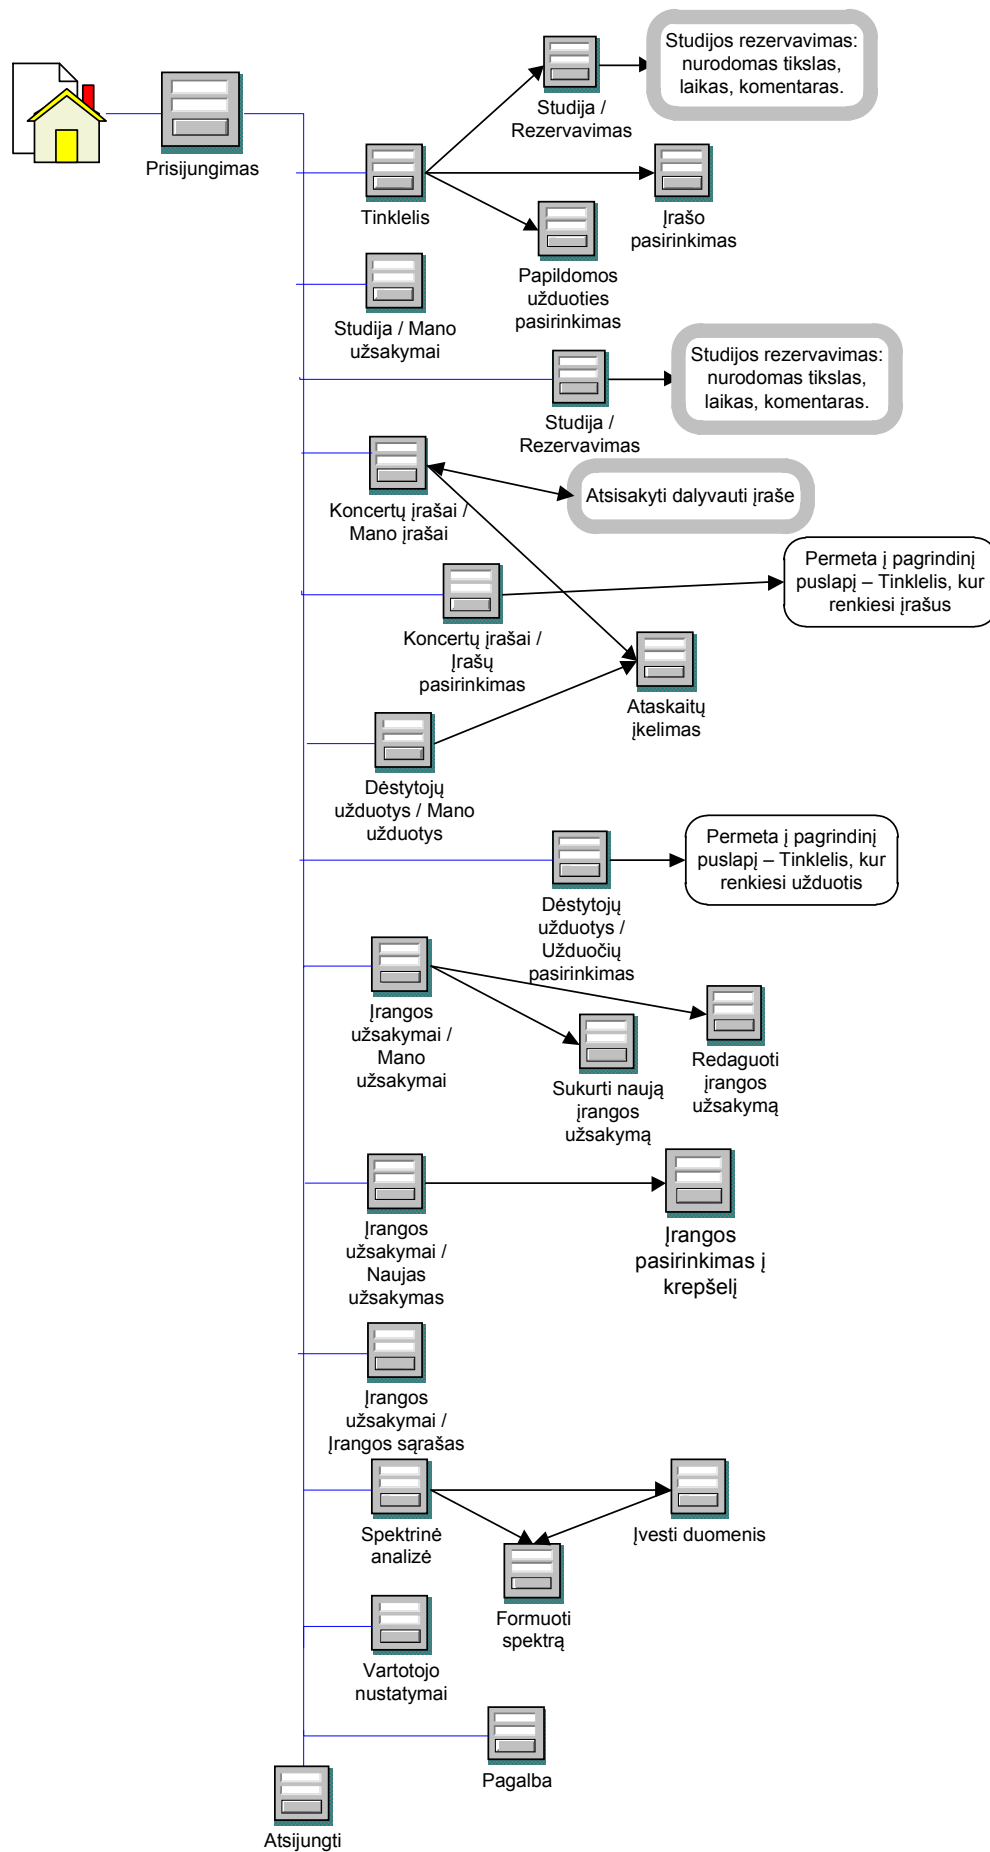 Studijos rezervavimas:
nurodomas tikslas,
laikas, komentaras.
Studija /
Rezervavimas
Prisijungimas
Tinklelis
Įrašo
pasirinkimas
Papildomos
užduoties
pasirinkimas
Studija / Mano
užsakymai
Studijos rezervavimas:
nurodomas tikslas,
laikas, komentaras.
Studija /
Rezervavimas
Koncertų įrašai /
Mano įrašai
Atsisakyti dalyvauti įraše
Permeta į pagrindinį
puslapį – Tinklelis, kur
renkiesi įrašus
Koncertų įrašai /
Įrašų
pasirinkimas
Ataskaitų
įkelimas
Dėstytojų
užduotys / Mano
užduotys
Permeta į pagrindinį
puslapį – Tinklelis, kur
renkiesi užduotis
Dėstytojų
užduotys /
Užduočių
pasirinkimas
Įrangos
užsakymai /
Mano
užsakymai
Sukurti naują
įrangos
užsakymą
Redaguoti
įrangos
užsakymą
Įrangos
užsakymai /
Naujas
užsakymas
Įrangos
pasirinkimas į
krepšelį
Įrangos
užsakymai /
Įrangos sąrašas
Spektrinė
analizė
Įvesti duomenis
Formuoti
spektrą
Vartotojo
nustatymai
Pagalba
Atsijungti